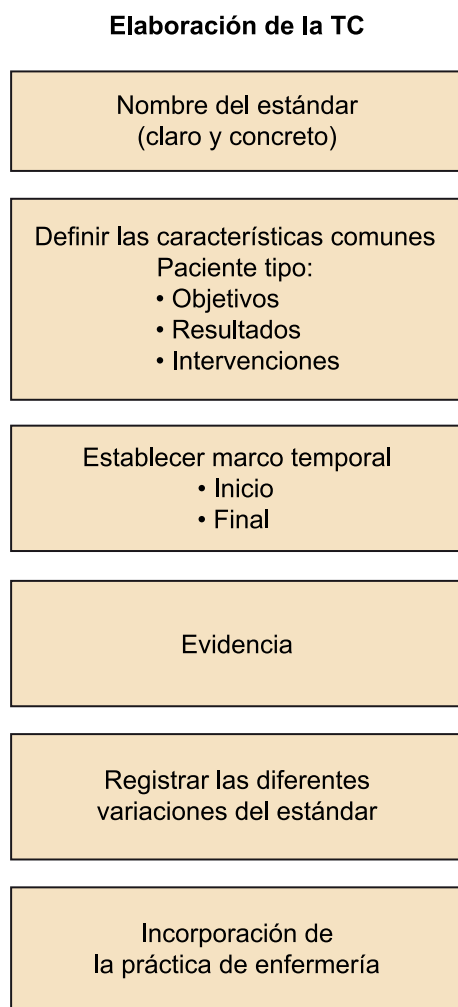 Elaboración de la TC
Nombre del estándar
(claro y concreto)
Definir las características comunes
Paciente tipo:
• Objetivos
• Resultados
• Intervenciones
Establecer marco temporal
• Inicio
• Final
Evidencia
Registrar las diferentes
variaciones del estándar
Incorporación de
la práctica de enfermería